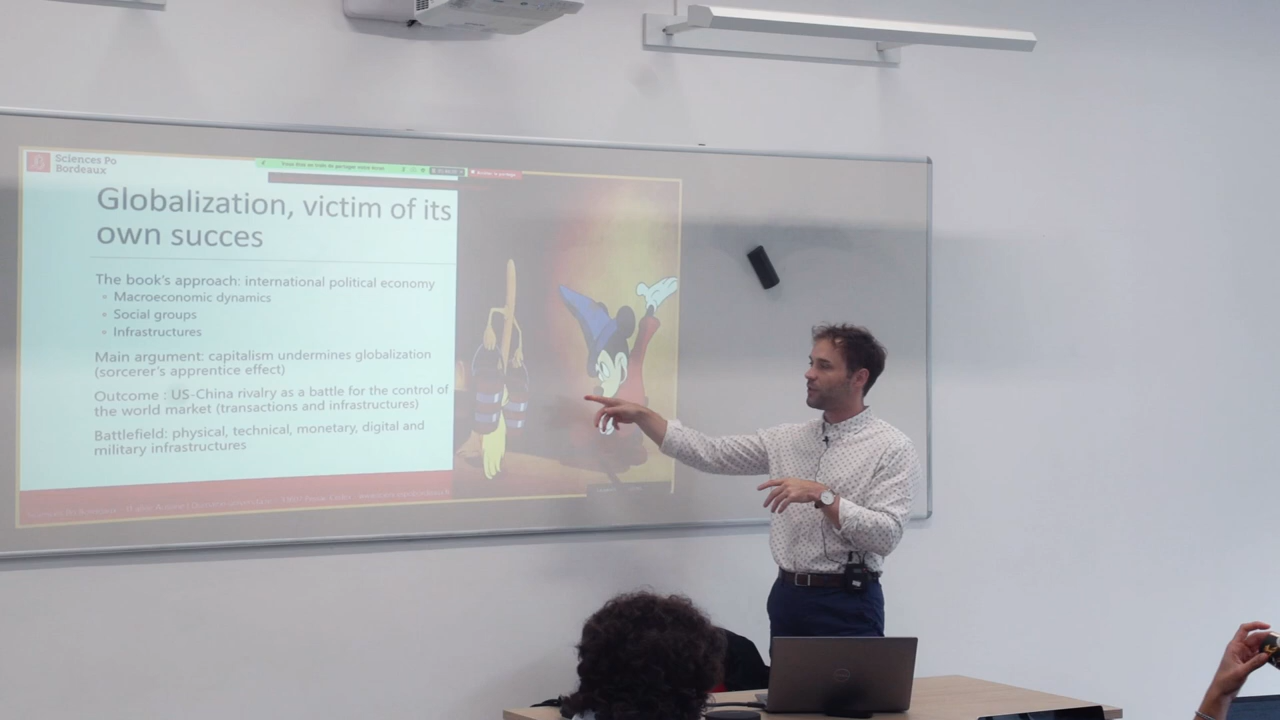 Sciences Po
Bordeaux
Globalization, victim of its
own succes
The book's approach: international political economy
Macroeconomic dynamics
Social groups
Infrastructures
Main argument: capitalism undermines globalization
(sorcerer's apprentice effect)
Outcome : US-China rivalry as a battle for the control of
the world market (transactions and infrastructures)
Battlefield: physical, technical, monetary, digital and
military infrastructures